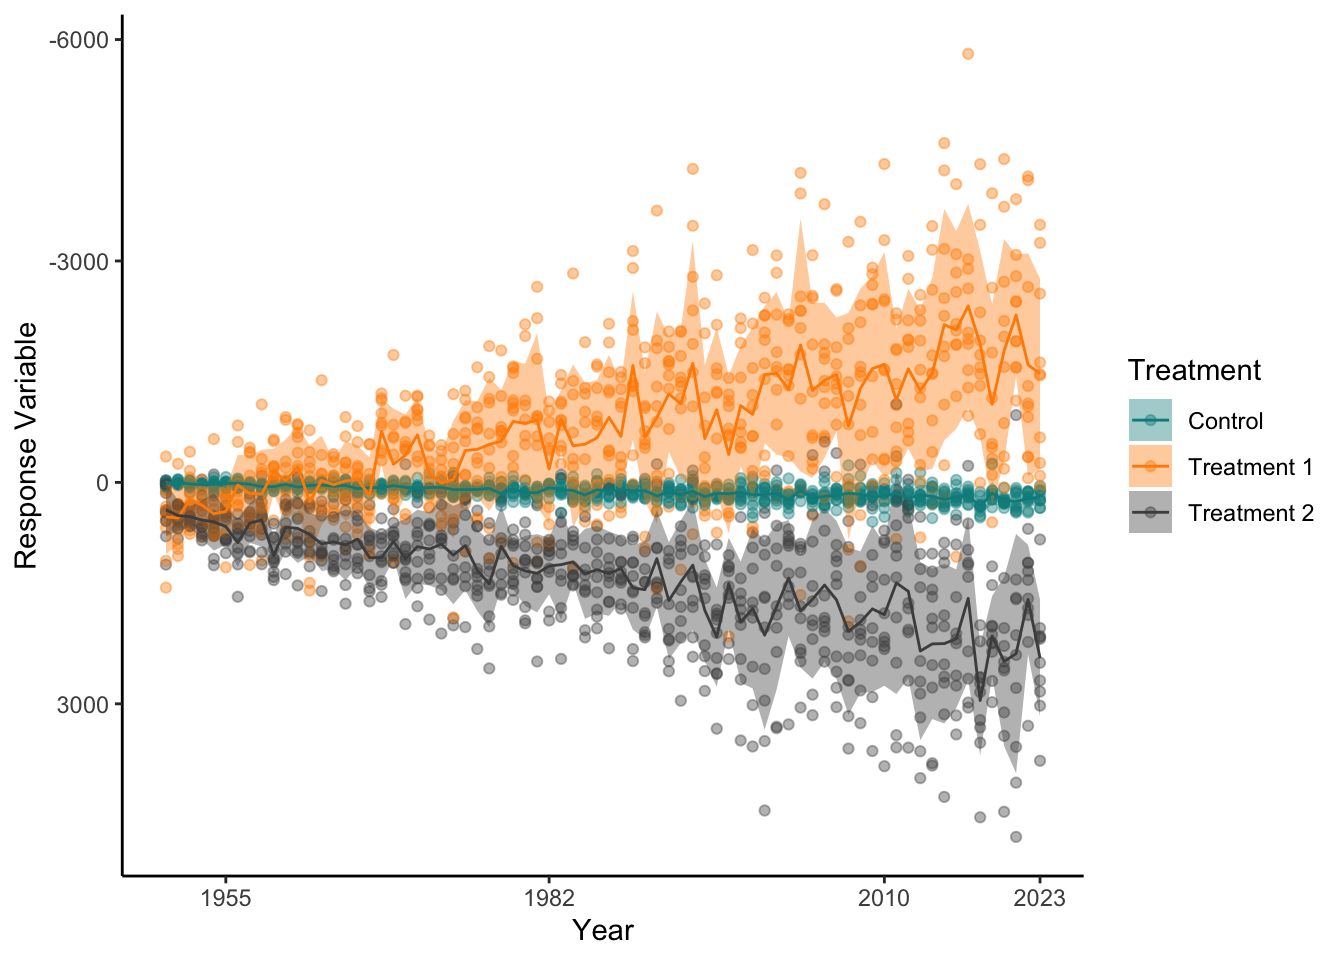 -6000
-3000
0
3000
Response Variable
1955
1982
2010
2023
Year
Treatment
Control
Treatment 1
Treatment 2